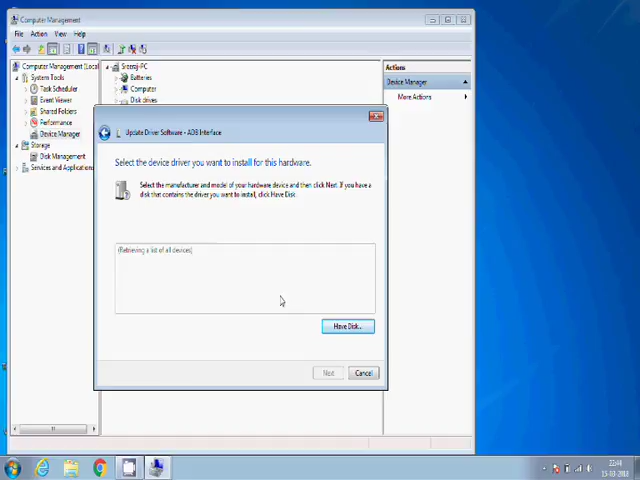 Computer Management
File Action View Help
Computer Management (Local
System Tools
Task Scheduler
Event Viewer
Shared Folders
Performance
Device Manager
Storage
Disk Management
Services and Applications
Sreeraj-PC
Batteries
Computer
Disk drives
Actions
Device Manager
More Actions
Update Driver Software - ADB Interface
Select the device driver you want to install for this hardware.
Select the manufacturer and model of your hardware device and then click Next. If you have a
disk that contains the driver you want to install, click Have Disk.
(Retrieving a list of all devices)
Have Disk...
Next
Cancel
22:44